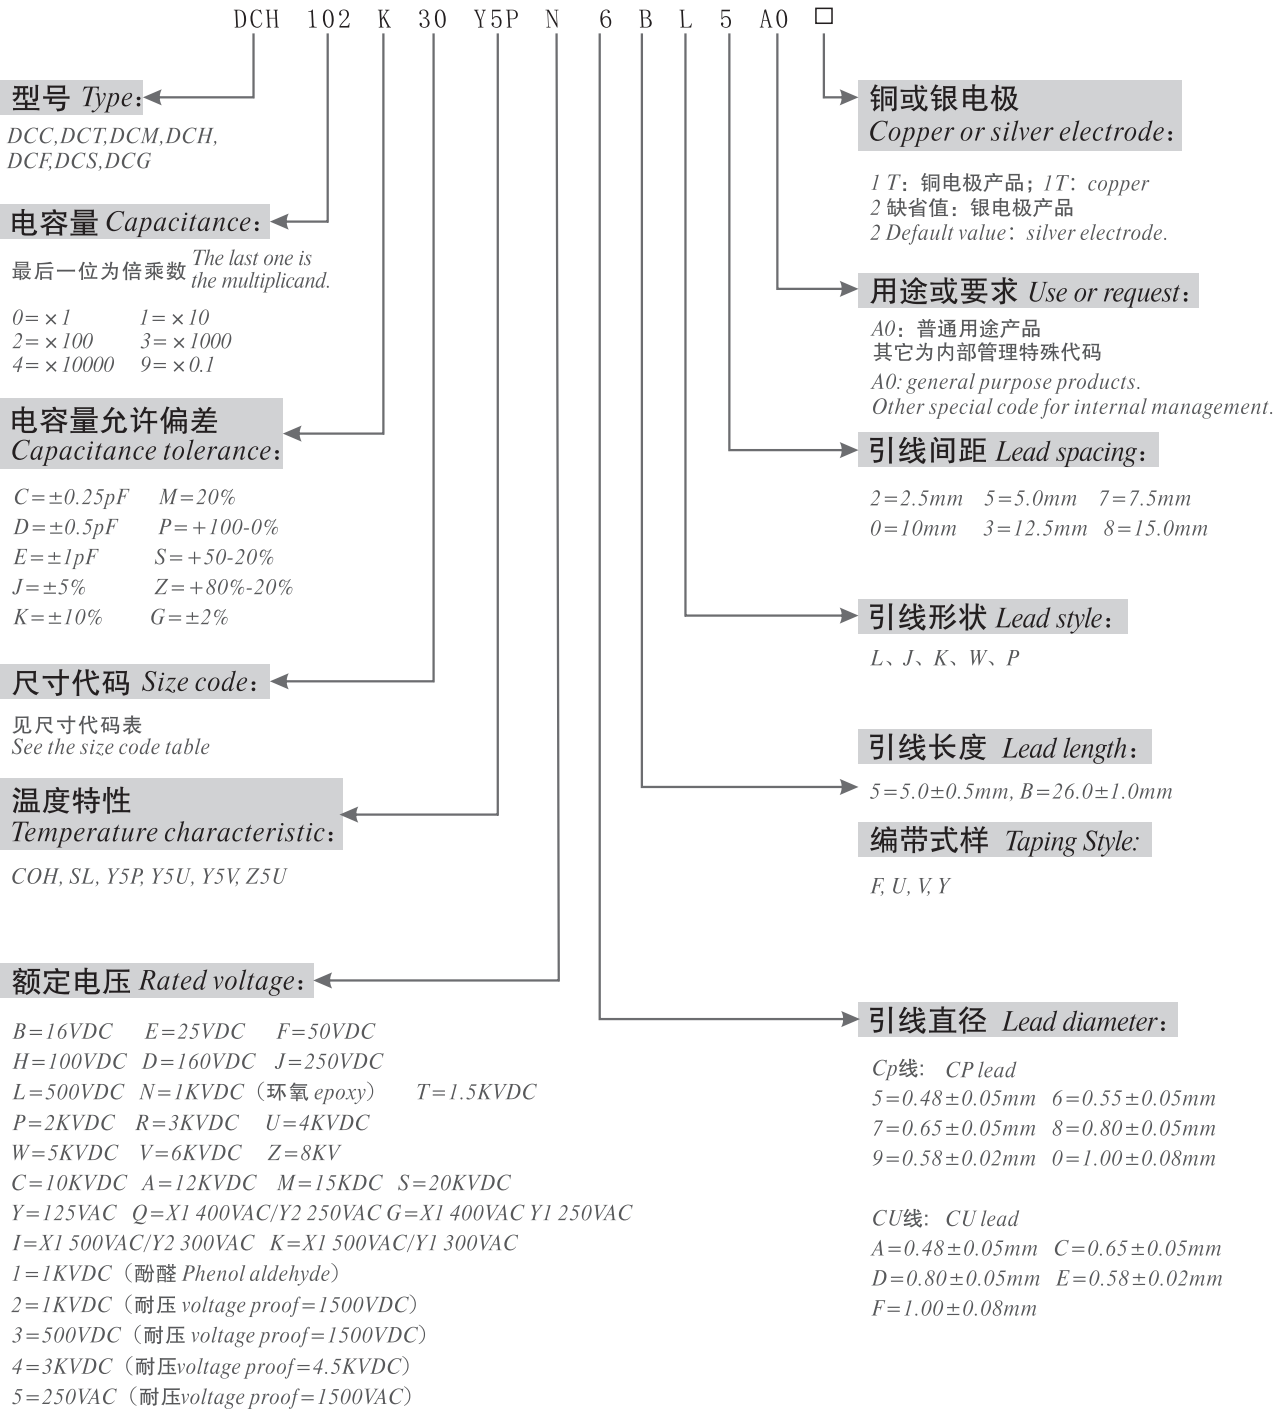 DCH 102 K 30 Y5P N 6 B L 5 A0 □
型号 Type:
DCC,DCT,DCM,DCH,
DCF,DCS,DCG
电容量 Capacitance:
最后一位为倍乘数 The last one is
the multiplicand.
0=×1 1=×10
2=×100 3=×1000
4=×10000 9=×0.1
电容量允许偏差
Capacitance tolerance:
C=±0.25pF M=20%
D=±0.5pF P=+100-0%
E=±1pF S=+50-20%
J=±5% Z=+80%-20%
K=±10% G=±2%
尺寸代码 Size code:
见尺寸代码表
See the size code table
温度特性
Temperature characteristic:
COH, SL, Y5P, Y5U, Y5V, Z5U
额定电压 Rated voltage:
B=16VDC E=25VDC F=50VDC
H=100VDC D=160VDC J=250VDC
L=500VDC N=1KVDC（环氧 epoxy） T=1.5KVDC
P=2KVDC R=3KVDC U=4KVDC
W=5KVDC V=6KVDC Z=8KV
C=10KVDC A=12KVDC M=15KDC S=20KVDC
Y=125VAC Q=X1 400VAC/Y2 250VAC G=X1 400VAC Y1 250VAC
I=X1 500VAC/Y2 300VAC K=X1 500VAC/Y1 300VAC
1=1KVDC（酚醛 Phenol aldehyde）
2=1KVDC（耐压 voltage proof=1500VDC）
3=500VDC（耐压 voltage proof=1500VDC）
4=3KVDC（耐压voltage proof=4.5KVDC）
5=250VAC（耐压voltage proof=1500VAC）
铜或银电极
Copper or silver electrode:
1 T: 铜电极产品; 1T: copper
2 缺省值: 银电极产品
2 Default value: silver electrode.
用途或要求 Use or request:
A0: 普通用途产品
其它为内部管理特殊代码
A0: general purpose products.
Other special code for internal management.
引线间距 Lead spacing:
2=2.5mm 5=5.0mm 7=7.5mm
0=10mm 3=12.5mm 8=15.0mm
引线形状 Lead style:
L、J、K、W、P
引线长度 Lead length:
5=5.0±0.5mm, B=26.0±1.0mm
编带式样 Taping Style:
F, U, V, Y
引线直径 Lead diameter:
Cp线: CP lead
5=0.48±0.05mm 6=0.55±0.05mm
7=0.65±0.05mm 8=0.80±0.05mm
9=0.58±0.02mm 0=1.00±0.08mm
CU线: CU lead
A=0.48±0.05mm C=0.65±0.05mm
D=0.80±0.05mm E=0.58±0.02mm
F=1.00±0.08mm